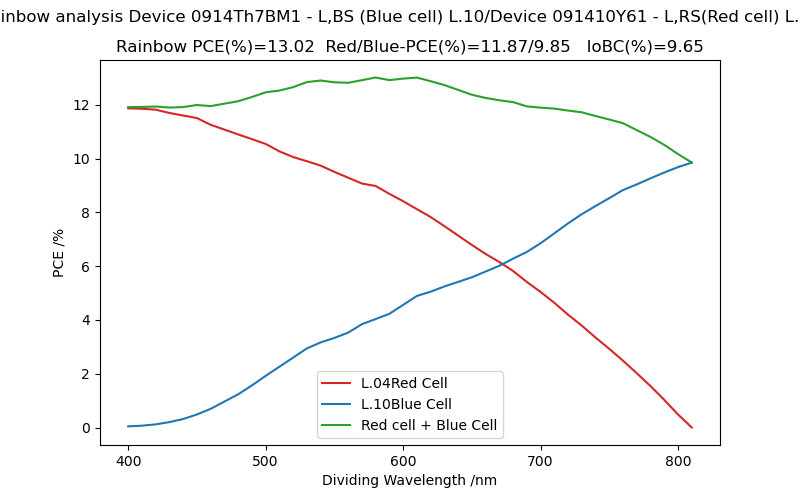 inbow analysis Device 0914Th7BM1 - L,BS (Blue cell) L.10/Device 091410Y61 - L,RS(Red cell) L.
Rainbow PCE(%)=13.02 Red/Blue-PCE(%)=11.87/9.85 IoBC(%)=9.65
PCE /%
12
10
8
6
4
2
0
L.04Red Cell
L.10Blue Cell
Red cell + Blue Cell
400
500
600
700
800
Dividing Wavelength /nm